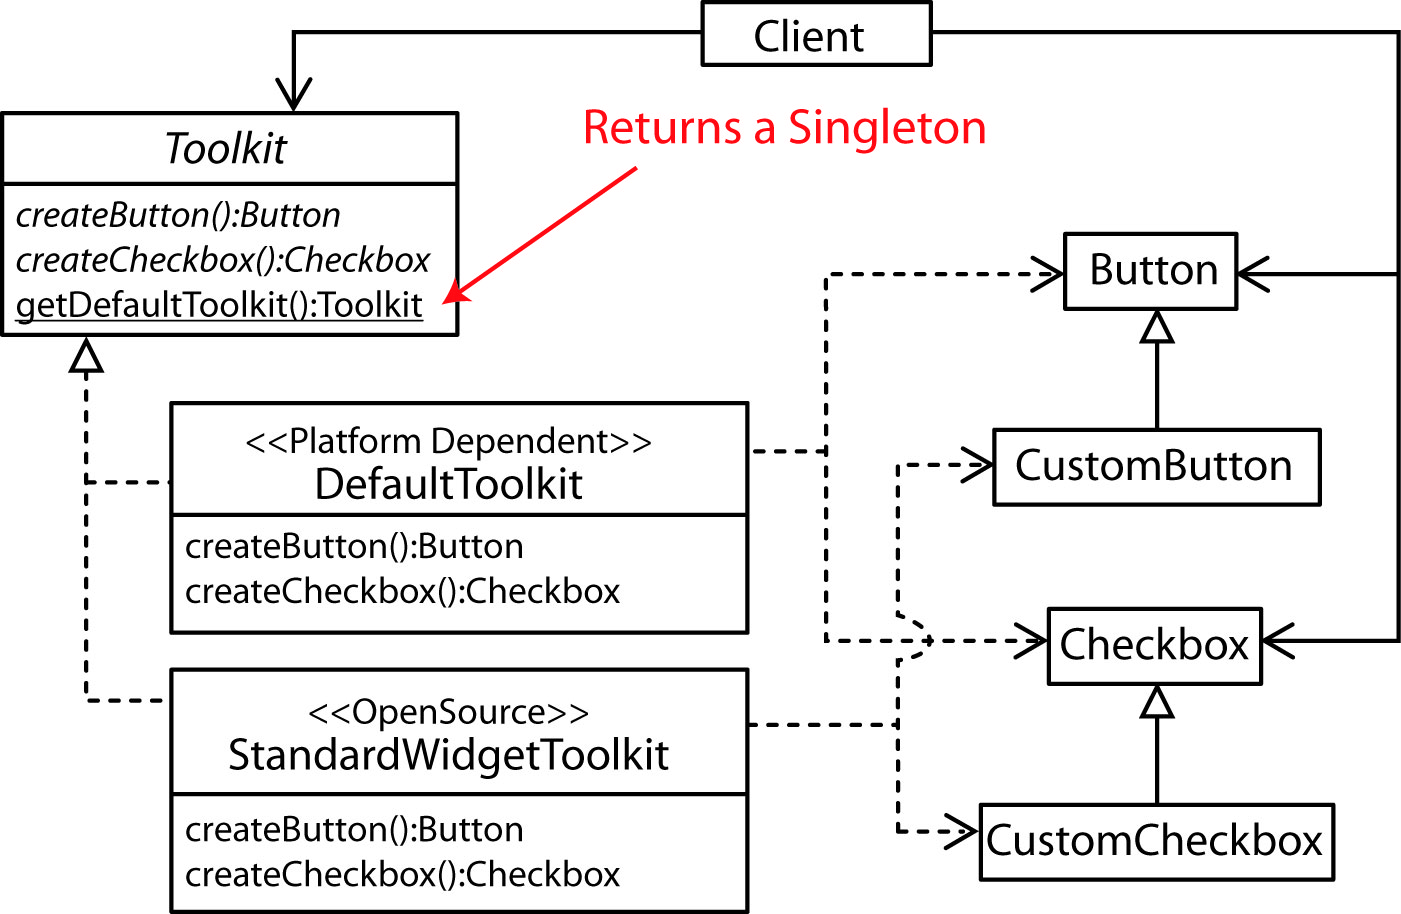 Client
Returns a Singleton
Toolkit
createButton():Button
createCheckbox():Checkbox
getDefaultToolkit():Toolkit
<<Platform Dependent>>
DefaultToolkit
createButton():Button
createCheckbox():Checkbox
<<OpenSource>>
StandardWidgetToolkit
createButton():Button
createCheckbox():Checkbox
Button
CustomButton
Checkbox
CustomCheckbox